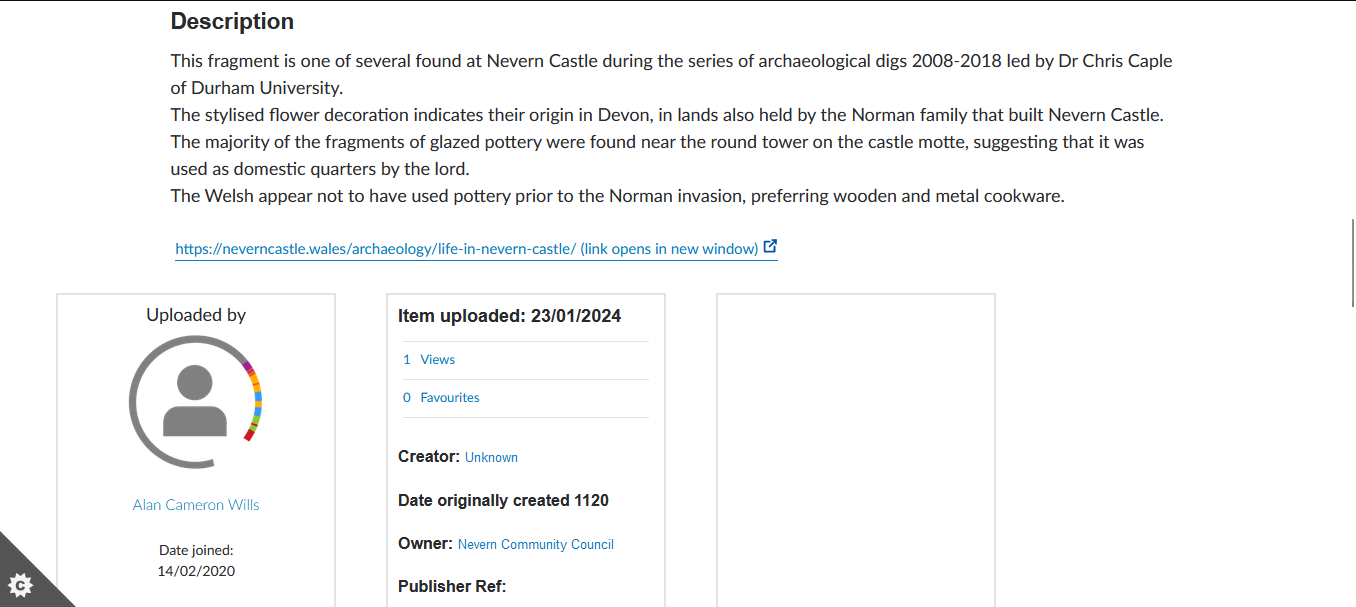 Description
This fragment is one of several found at Nevern Castle during the series of archaeological digs 2008-2018 led by Dr Chris Caple
of Durham University.
The stylised flower decoration indicates their origin in Devon, in lands also held by the Norman family that built Nevern Castle.
The majority of the fragments of glazed pottery were found near the round tower on the castle motte, suggesting that it was
used as domestic quarters by the lord.
The Welsh appear not to have used pottery prior to the Norman invasion, preferring wooden and metal cookware.
https://neverncastle.wales/archaeology/life-in-nevern-castle/ (link opens in new window)
Uploaded by
Alan Cameron Wills
Date joined:
14/02/2020
Item uploaded: 23/01/2024
1 Views
0 Favourites
Creator: Unknown
Date originally created 1120
Owner: Nevern Community Council
Publisher Ref:
C